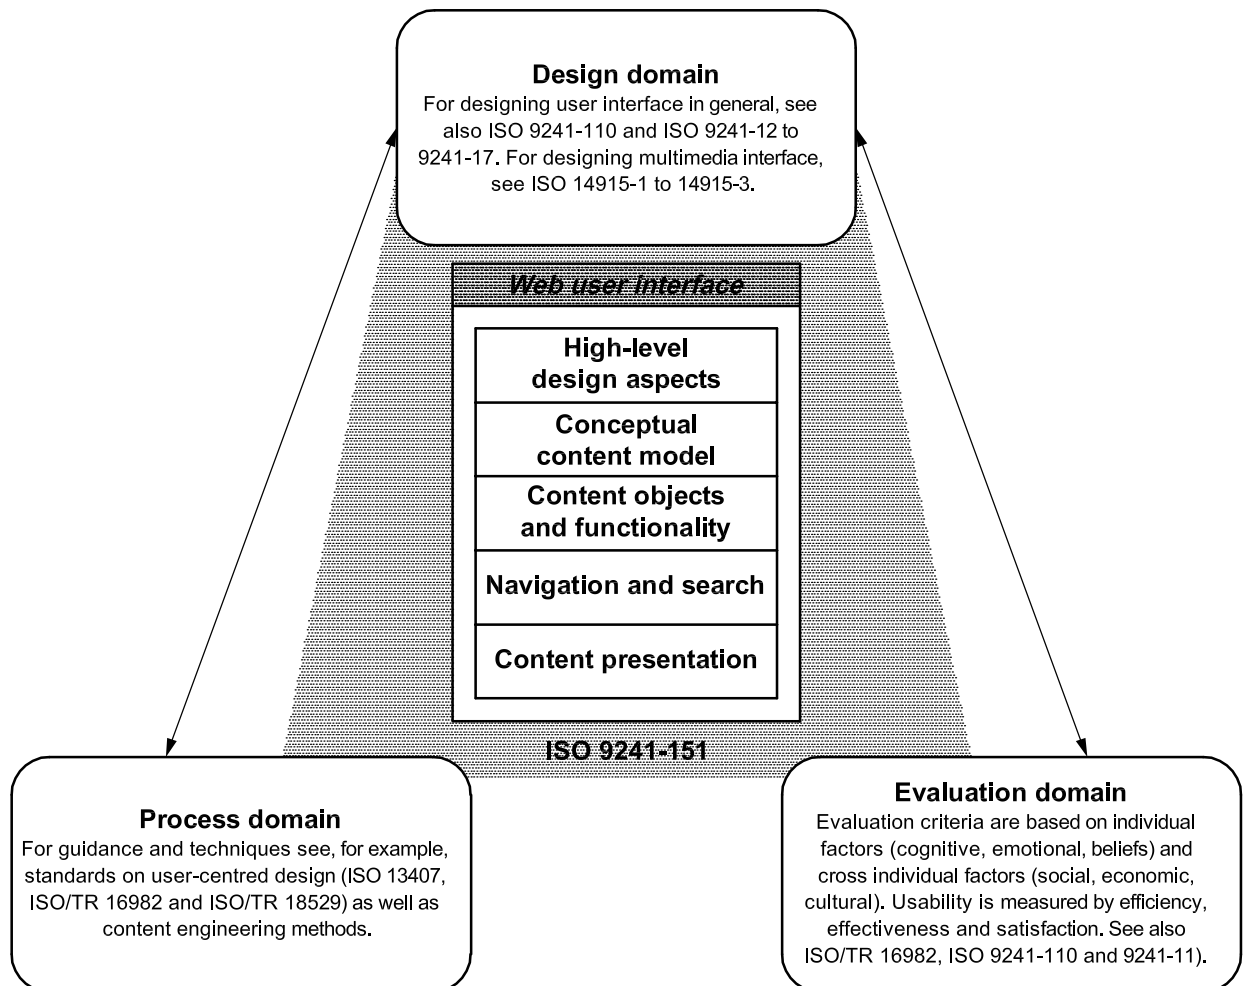 Design domain
For designing user interface in general, see
also ISO 9241-110 and ISO 9241-12 to
9241-17. For designing multimedia interface,
see ISO 14915-1 to 14915-3.
Web user interface
High-level
design aspects
Conceptual
content model
Content objects
and functionality
Navigation and search
Content presentation
ISO 9241-151
Process domain
For guidance and techniques see, for example,
standards on user-centred design (ISO 13407,
ISO/TR 16982 and ISO/TR 18529) as well as
content engineering methods.
Evaluation domain
Evaluation criteria are based on individual
factors (cognitive, emotional, beliefs) and
cross individual factors (social, economic,
cultural). Usability is measured by efficiency,
effectiveness and satisfaction. See also
ISO/TR 16982, ISO 9241-110 and 9241-11).